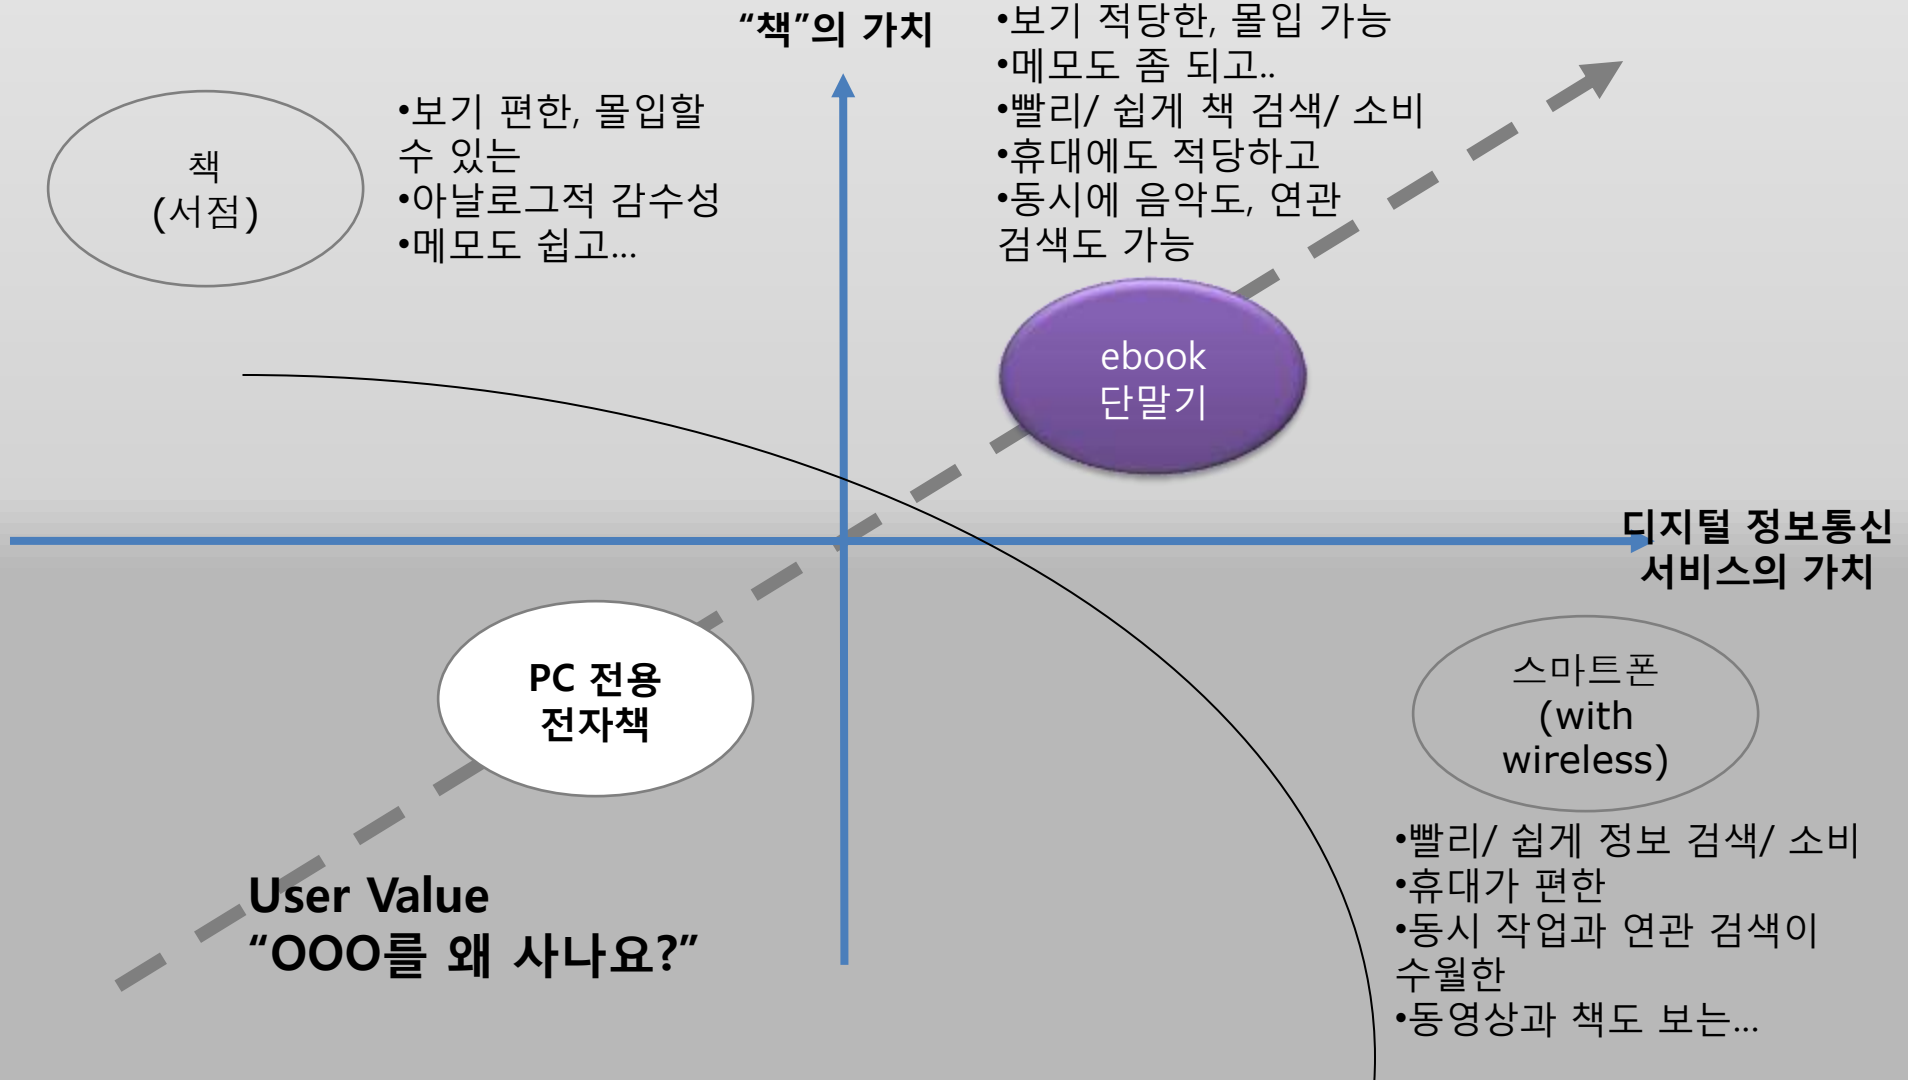 “책”의 가치
•보기 적당한, 몰입 가능
•메모도 좀 되고..
•빨리/ 쉽게 책 검색/ 소비
•휴대에도 적당하고
•동시에 음악도, 연관
검색도 가능
책
(서점)
•보기 편한, 몰입할
수 있는
•아날로그적 감수성
•메모도 쉽고...
ebook
단말기
디지털 정보통신
서비스의 가치
PC 전용
전자책
스마트폰
(with
wireless)
•빨리/ 쉽게 정보 검색/ 소비
•휴대가 편한
•동시 작업과 연관 검색이
수월한
•동영상과 책도 보는...
User Value
“OOO를 왜 사나요?”